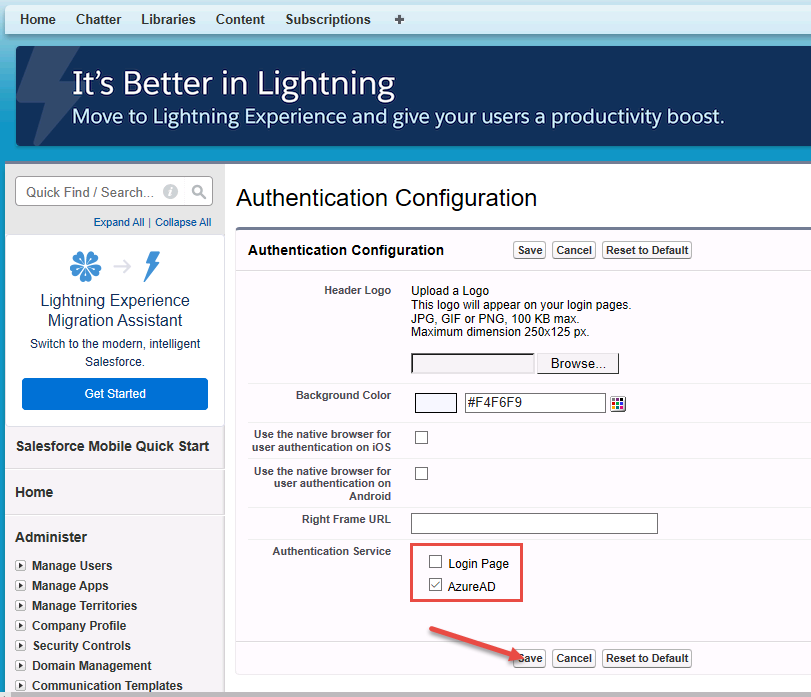 Home Chatter Libraries Content Subscriptions +
It's Better in Lightning
Move to Lightning Experience and give your users a productivity boost.
Quick Find / Search...
Expand All | Collapse All
Lightning Experience
Migration Assistant
Switch to the modern, intelligent
Salesforce.
Get Started
Salesforce Mobile Quick Start
Home
Administer
Manage Users
Manage Apps
Manage Territories
Company Profile
Security Controls
Domain Management
Communication Templates
Authentication Configuration
Authentication Configuration Save Cancel Reset to Default
Header Logo Upload a Logo
This logo will appear on your login pages.
JPG, GIF or PNG, 100 KB max.
Maximum dimension 250x125 px.
Browse...
Background Color #F4F6F9
Use the native browser for
user authentication on iOS
Use the native browser for
user authentication on
Android
Right Frame URL
Authentication Service Login Page
AzureAD
Save Cancel Reset to Default